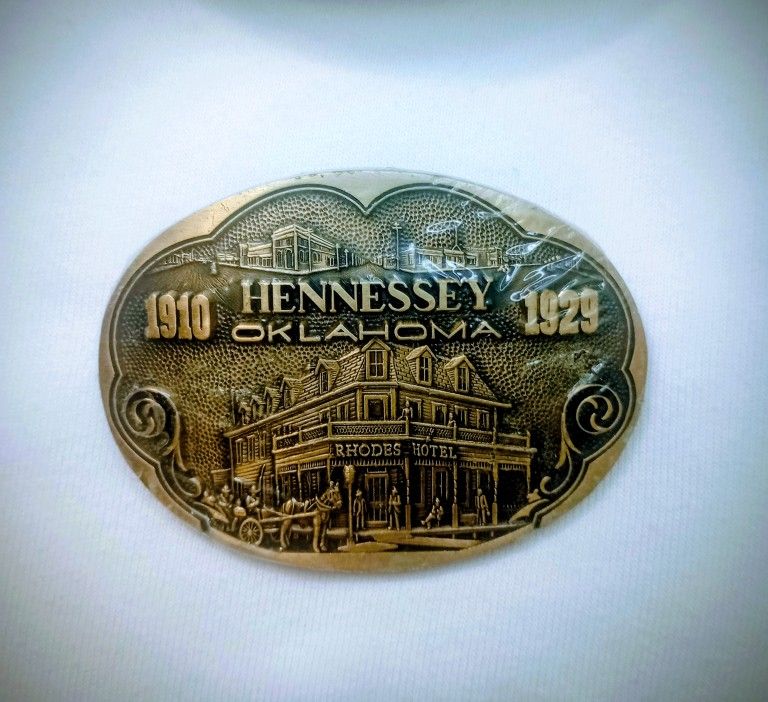 HENNESSEY
1910 OKLAHOMA 1929
RHODES HOTEL